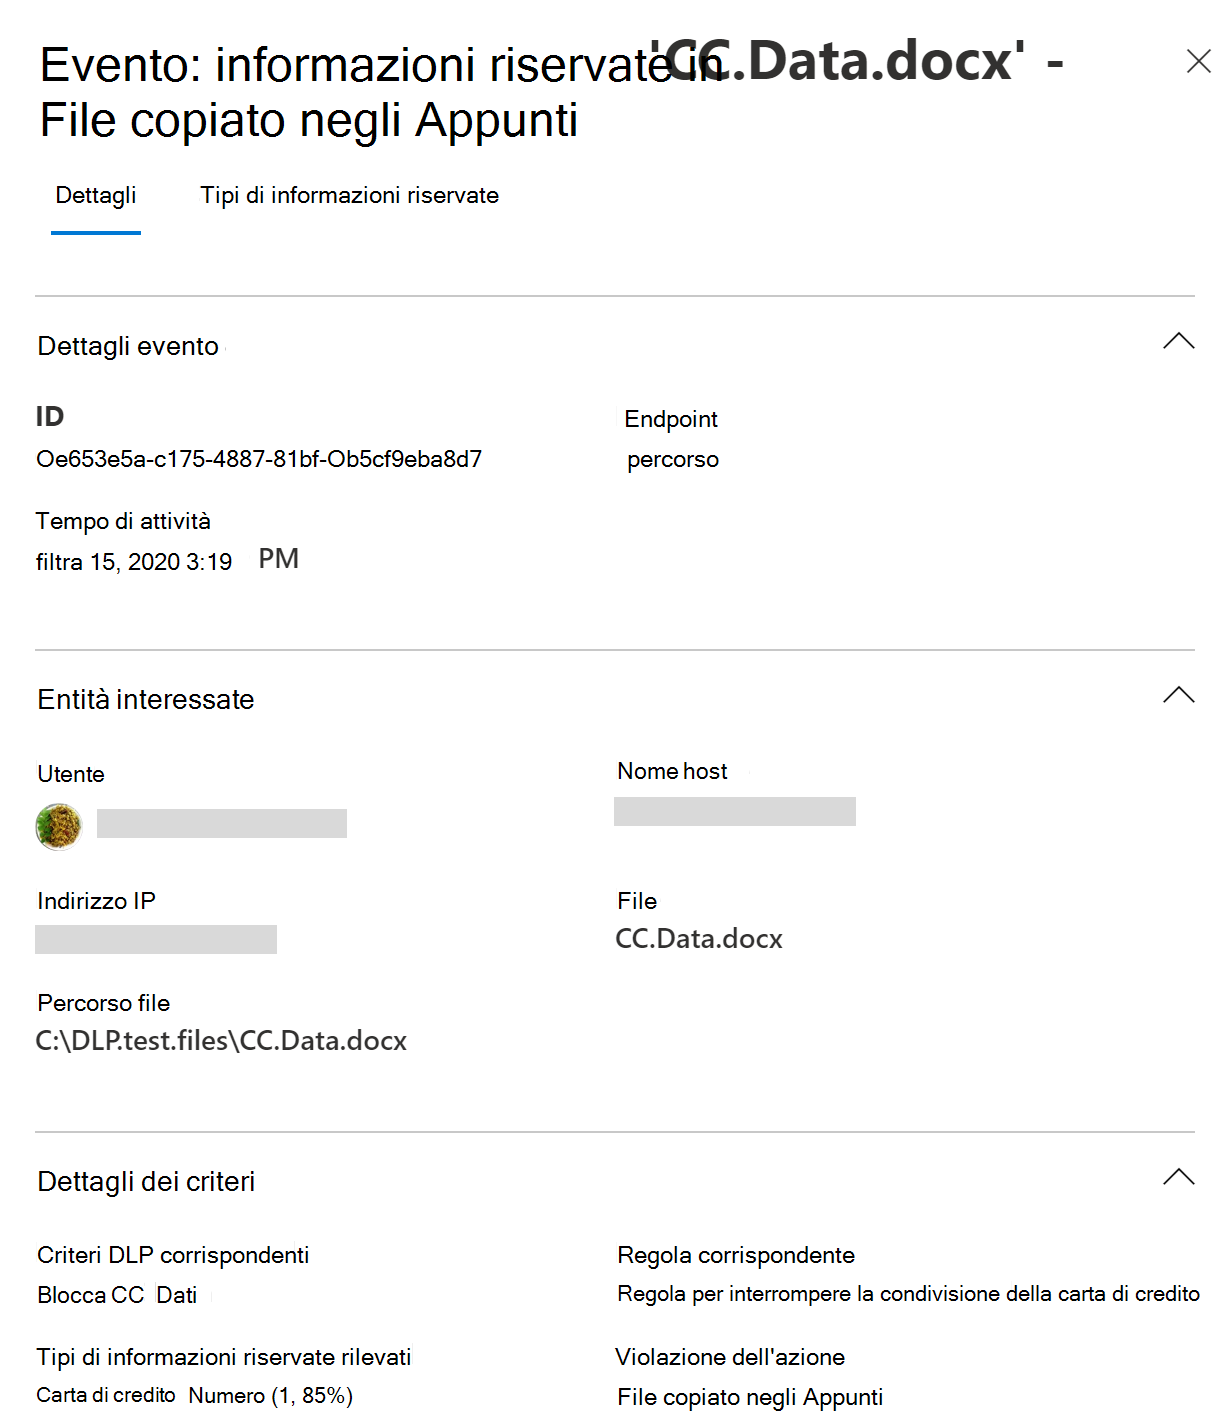 Evento: informazioni riservate in 'CC.Data.docx' -
File copiato negli Appunti
Dettagli Tipi di informazioni riservate
Dettagli evento
ID Endpoint
Oe653e5a-c175-4887-81bf-Ob5cf9eba8d7 percorso
Tempo di attività
filtra 15, 2020 3:19 PM
Entità interessate
Utente Nome host
Indirizzo IP File
CC.Data.docx
Percorso file
C:\DLP.test.files\CC.Data.docx
Dettagli dei criteri
Criteri DLP corrispondenti Regola corrispondente
Blocca CC Dati Regola per interrompere la condivisione della carta di credito
Tipi di informazioni riservate rilevati Violazione dell'azione
Carta di credito Numero (1, 85%) File copiato negli Appunti